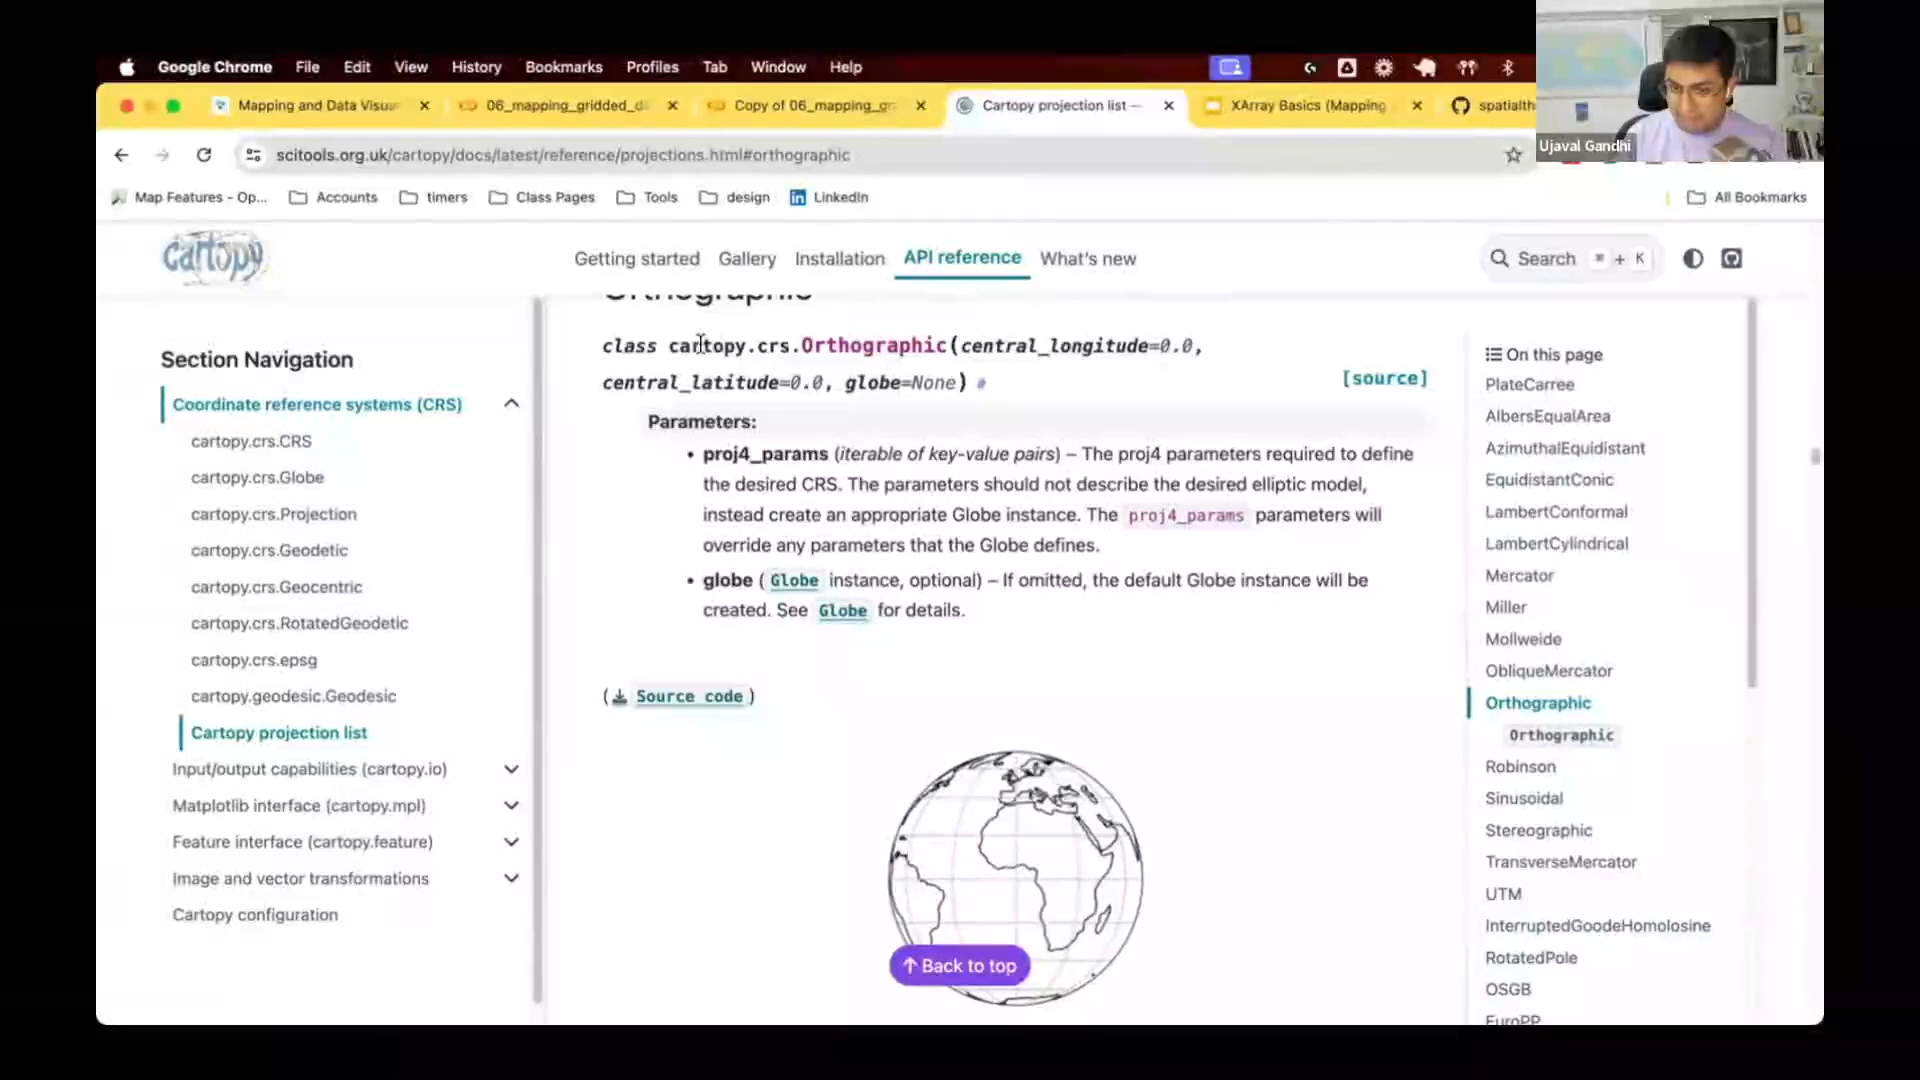 Google Chrome File Edit View History Bookmarks Profiles Tab Window Help
Mapping and Data Visua
06_mapping_gridded_d
Copy of 06_mapping_gr
Cartopy projection list —
XArray Basics (Mapping
spatialth
Ujaval Gandhi
scitools.org.uk/cartopy/docs/latest/reference/projections.html#orthographic
Map Features - Op...
Accounts
timers
Class Pages
Tools
design
LinkedIn
All Bookmarks
cartopy
Getting started
Gallery
Installation
API reference
What's new
Search ⌘ + K
Section Navigation
Coordinate reference systems (CRS)
cartopy.crs.CRS
cartopy.crs.Globe
cartopy.crs.Projection
cartopy.crs.Geodetic
cartopy.crs.Geocentric
cartopy.crs.RotatedGeodetic
cartopy.crs.epsg
cartopy.geodesic.Geodesic
Cartopy projection list
Input/output capabilities (cartopy.io)
Matplotlib interface (cartopy.mpl)
Feature interface (cartopy.feature)
Image and vector transformations
Cartopy configuration
Orthographic
class cartopy.crs.Orthographic(central_longitude=0.0,
central_latitude=0.0, globe=None) #
[source]
Parameters:
• proj4_params (iterable of key-value pairs) – The proj4 parameters required to define
the desired CRS. The parameters should not describe the desired elliptic model,
instead create an appropriate Globe instance. The proj4_params parameters will
override any parameters that the Globe defines.
• globe ( Globe instance, optional) – If omitted, the default Globe instance will be
created. See Globe for details.
( Source code )
Back to top
On this page
PlateCarree
AlbersEqualArea
AzimuthalEquidistant
EquidistantConic
LambertConformal
LambertCylindrical
Mercator
Miller
Mollweide
ObliqueMercator
Orthographic
Orthographic
Robinson
Sinusoidal
Stereographic
TransverseMercator
UTM
InterruptedGoodeHomolosine
RotatedPole
OSGB
EuroPP